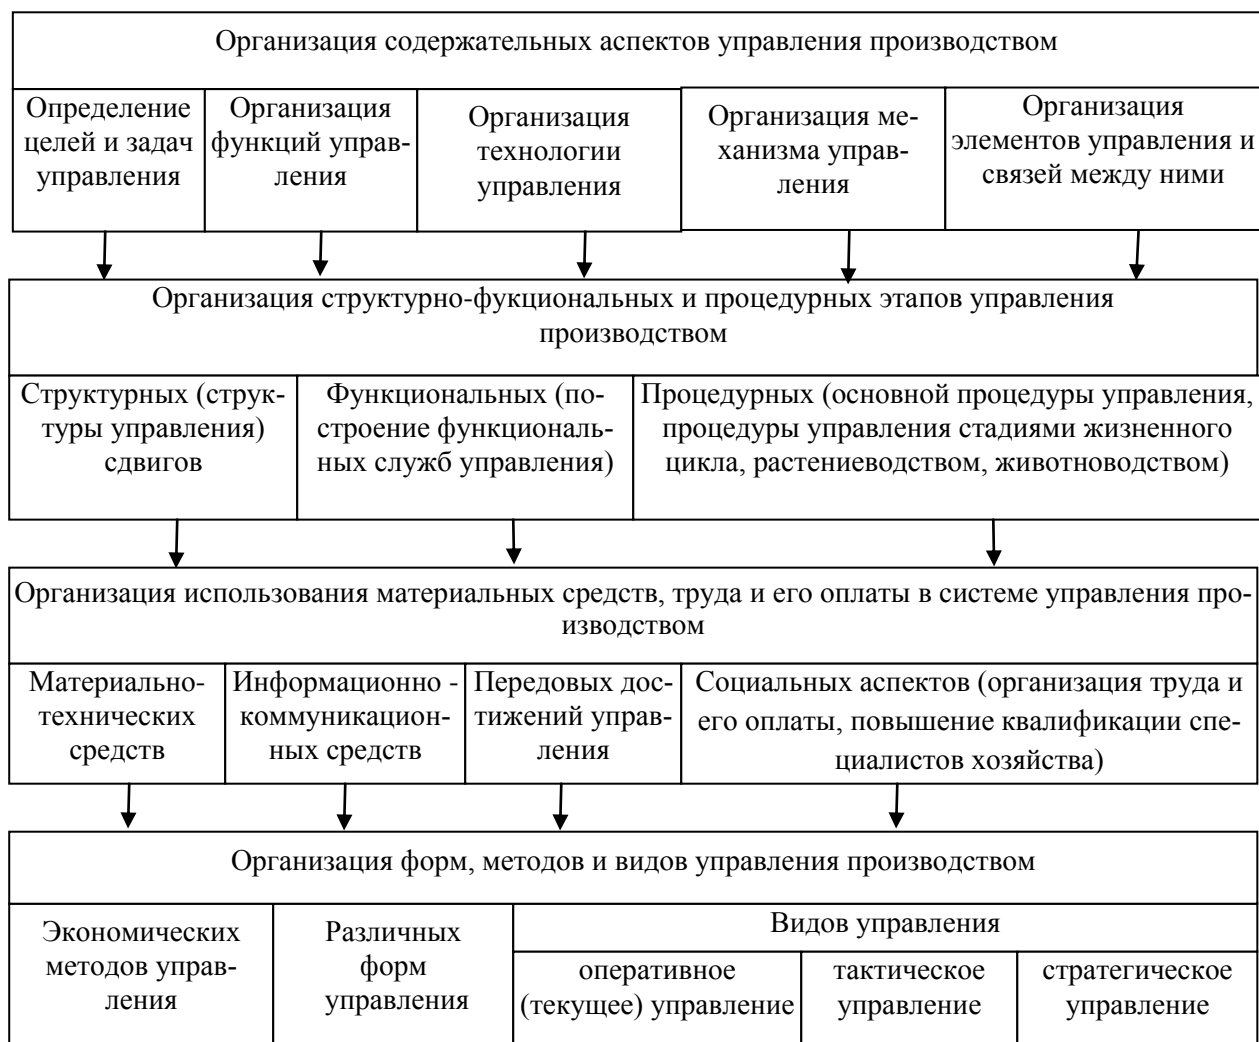 Организация содержательных аспектов управления производством
Определение
целей и задач
управления
Организация
функций управ-
ления
Организация
технологии
управления
Организация ме-
ханизма управ-
ления
Организация
элементов управления и
связей между ними
Организация структурно-фукциональных и процедурных этапов управления
производством
Структурных (струк-
туры управления)
сдвигов
Функциональных (по-
строение функциональ-
ных служб управления)
Процедурных (основной процедуры управления,
процедуры управления стадиями жизненного
цикла, растениеводством, животноводством)
Организация использования материальных средств, труда и его оплаты в системе управления про-
изводством
Материально-
технических
средств
Информационно -
коммуникацион-
ных средств
Передовых дос-
тижений управ-
ления
Социальных аспектов (организация труда и
его оплаты, повышение квалификации спе-
циалистов хозяйства)
Организация форм, методов и видов управления производством
Экономических
методов управ-
ления
Различных
форм
управления
Видов управления
оперативное
(текущее) управление
тактическое
управление
стратегическое
управление